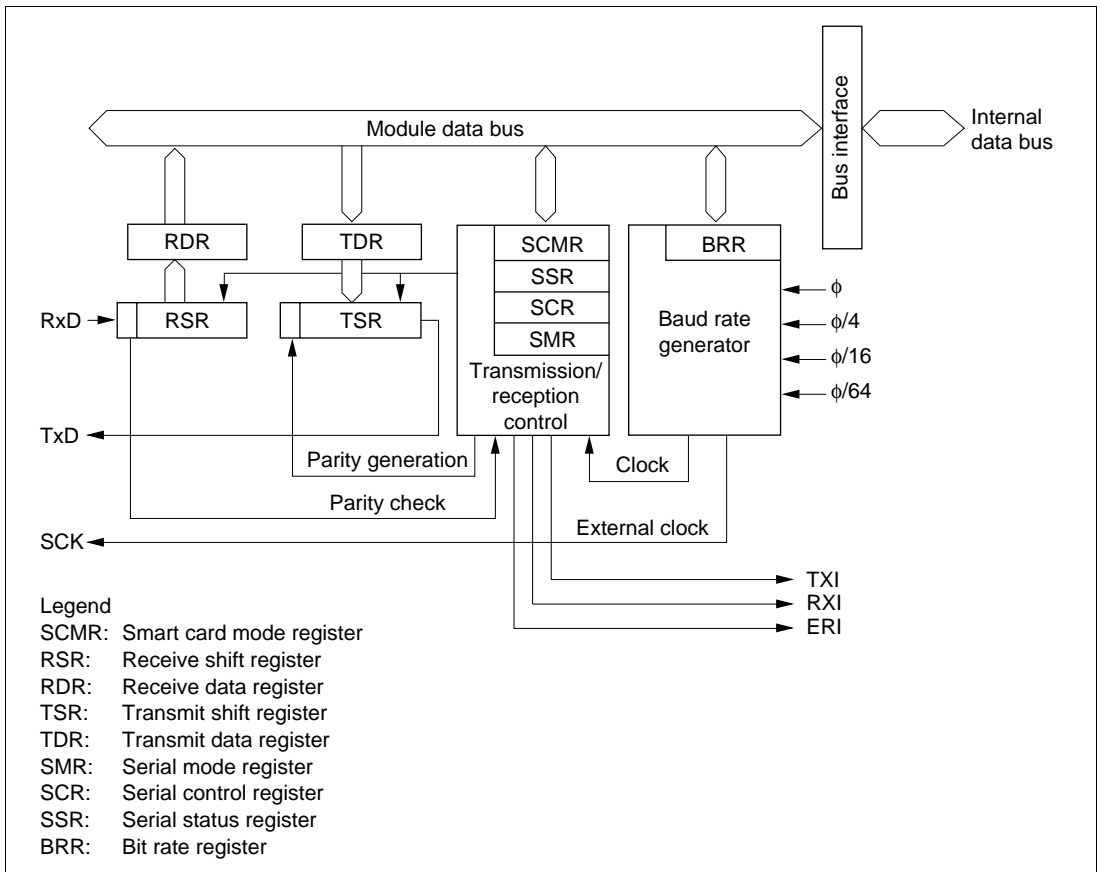 Module data bus
Bus interface
Internal
data bus
RDR
TDR
SCMR
SSR
SCR
SMR
Transmission/
reception
control
BRR
Baud rate
generator
ϕ
ϕ/4
ϕ/16
ϕ/64
RxD
RSR
TSR
TxD
Parity generation
Clock
Parity check
External clock
SCK
TXI
RXI
ERI
Legend
SCMR: Smart card mode register
RSR: Receive shift register
RDR: Receive data register
TSR: Transmit shift register
TDR: Transmit data register
SMR: Serial mode register
SCR: Serial control register
SSR: Serial status register
BRR: Bit rate register